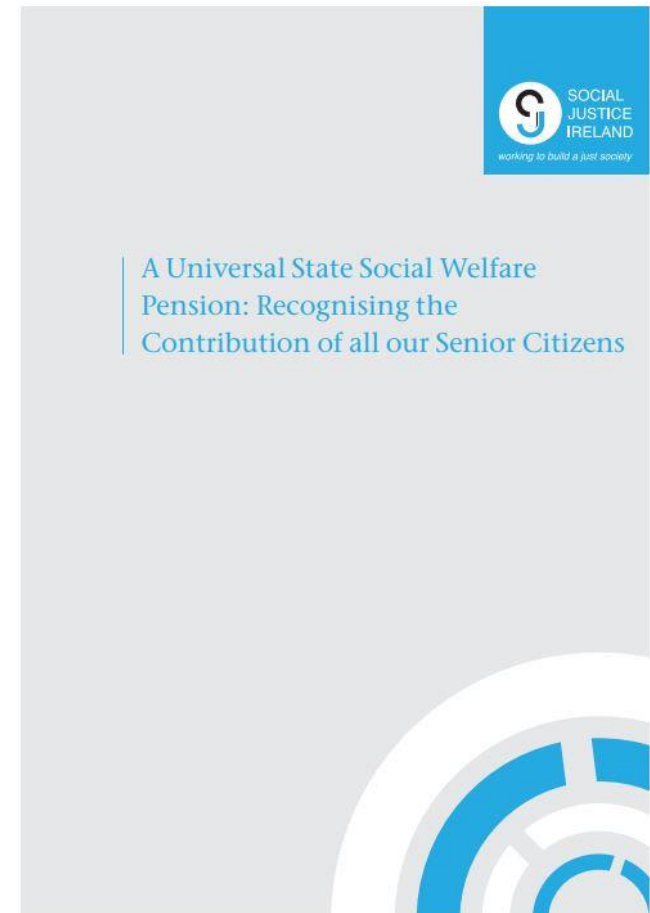 SOCIAL
JUSTICE
IRELAND
working to build a just society
A Universal State Social Welfare
Pension: Recognising the
Contribution of all our Senior Citizens